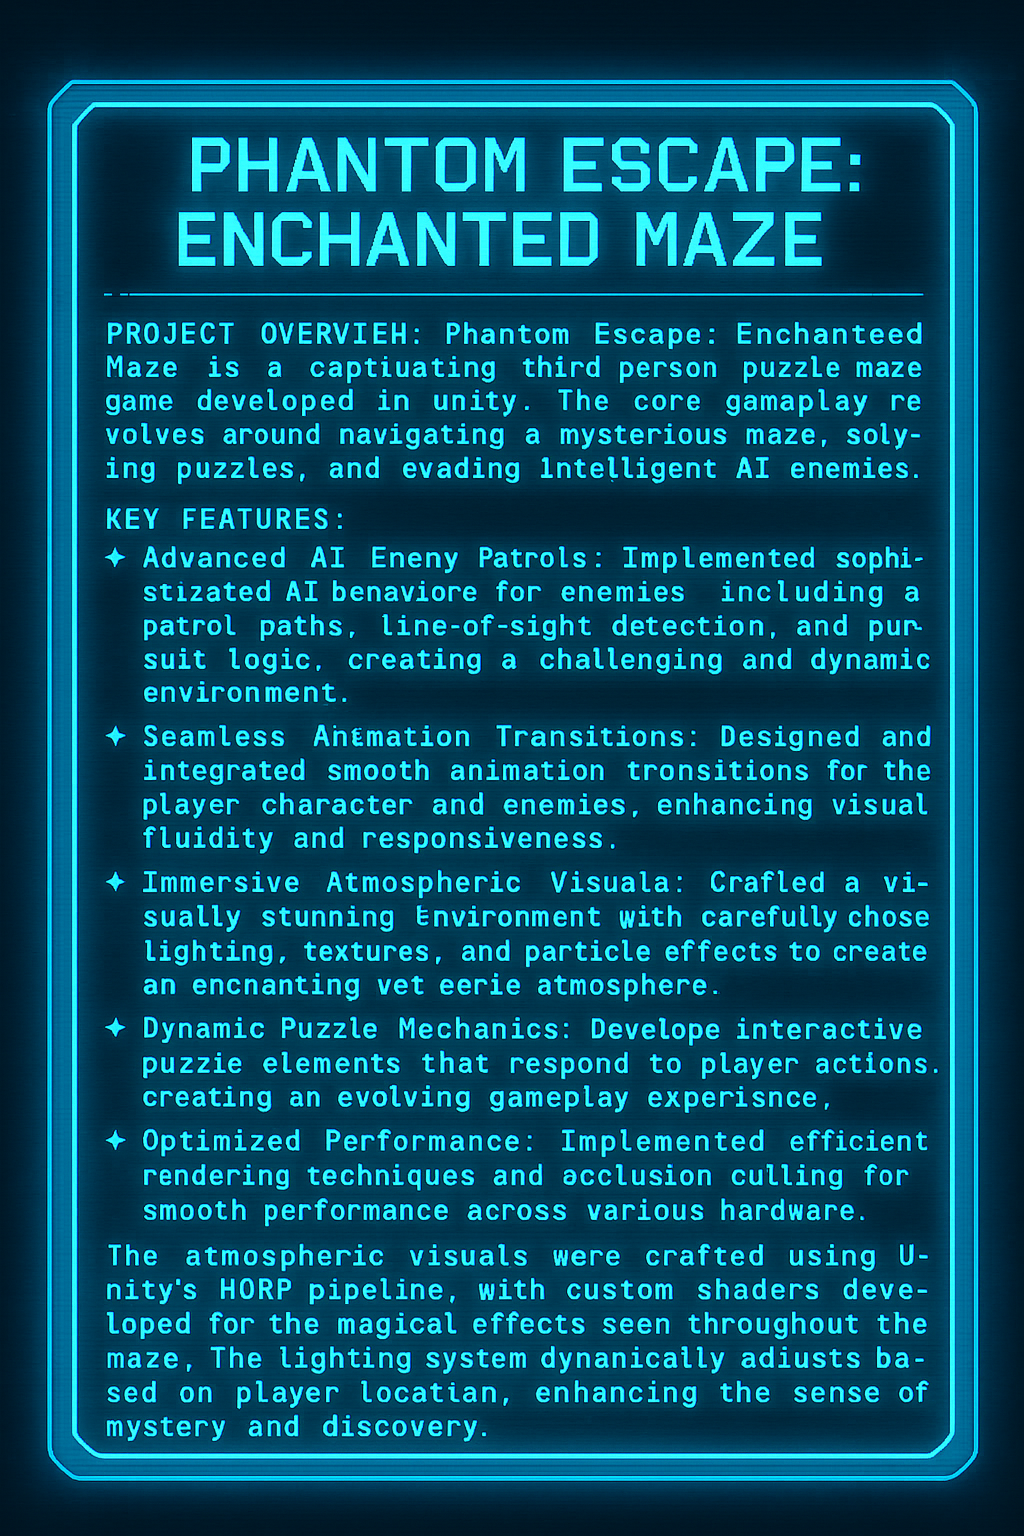 PHANTOM ESCAPE:
ENCHANTED MAZE
PROJECT OVERVIEH: Phantom Escape: Enchanteed
Maze is a captiuating third person puzzle maze
game developed in unity. The core gamaplay re
volves around navigating a mysterious maze, soly-
ing puzzles, and evading 1ntelligent AI enemies.
KEY FEATURES:
✦ Advanced AI Eneny Patrols: Implemented sophi-
stizated AI benaviore for enemies including a
patrol paths, line-of-sight detection, and pur-
suit logic, creating a challenging and dynamic
environment.
✦ Seamless Transitions: Designed and
integrated smooth animation tronsitions for the
player character and enemies, enhancing visual
fluidity and responsiveness.
✦ Immersive Atmospheric Visuala: Crafled a vi-
sually stunning Environment with carefully chose
lighting, textures, and particle effects to create
an encnanting vet eerie atmosphere.
✦ Dynamic Puzzle Mechanics: Develope interactive
puzzie elements that respond to player actions.
creating an evolving gameplay experisnce,
✦ Optimized Performance: Implemented efficient
rendering techniques and acclusion culling for
smooth performance across various hardware.
The atmospheric visuals were crafted using U-
nity's HORP pipeline, with custom shaders deve-
loped for the magical effects seen throughout the
maze, The lighting system dynanically adiusts ba-
sed on player locatian, enhancing the sense of
mystery and discovery.